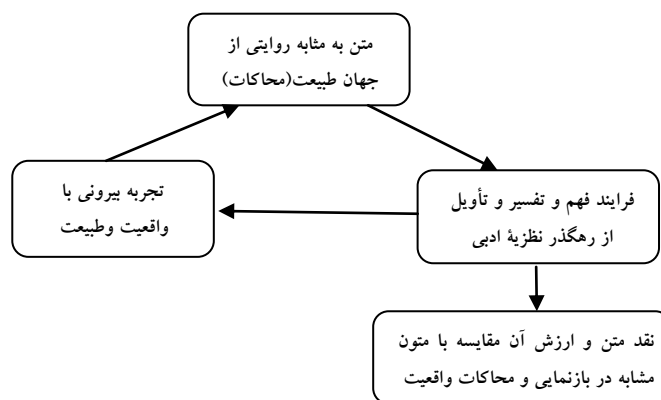 متن به مثابه روایتی از
جهان طبیعت(محاکات)
فرایند فهم و تفسیر و تأویل
از رهگذر نظزیۀ ادبی
تجربه بیرونی با
واقعیت وطبیعت
نقد متن و ارزش آن مقایسه با متون
مشابه در بازنمایی و محاکات واقعیت